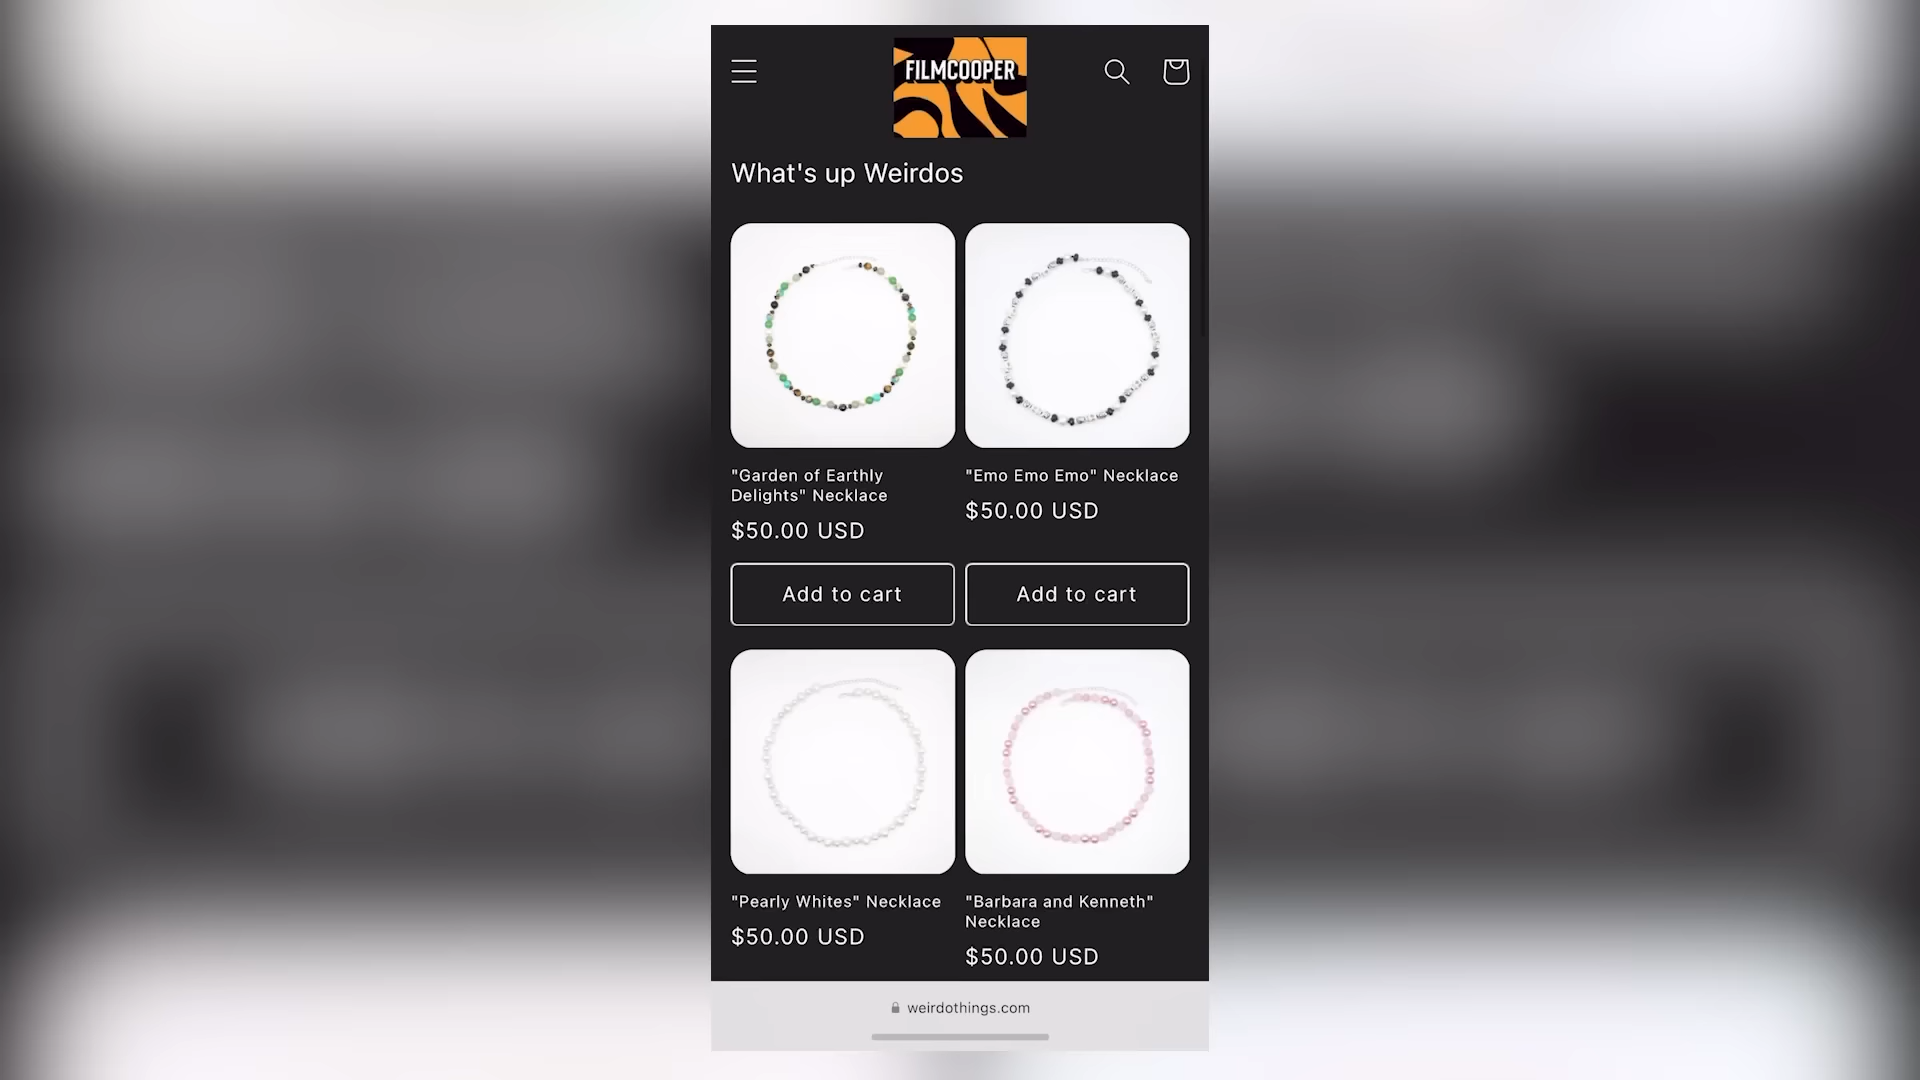 FILMCOOPER
What's up Weirdos
"Garden of Earthly
Delights" Necklace
$50.00 USD
Add to cart
"Emo Emo Emo" Necklace
$50.00 USD
Add to cart
"Pearly Whites" Necklace
$50.00 USD
"Barbara and Kenneth"
Necklace
$50.00 USD
weirdothings.com